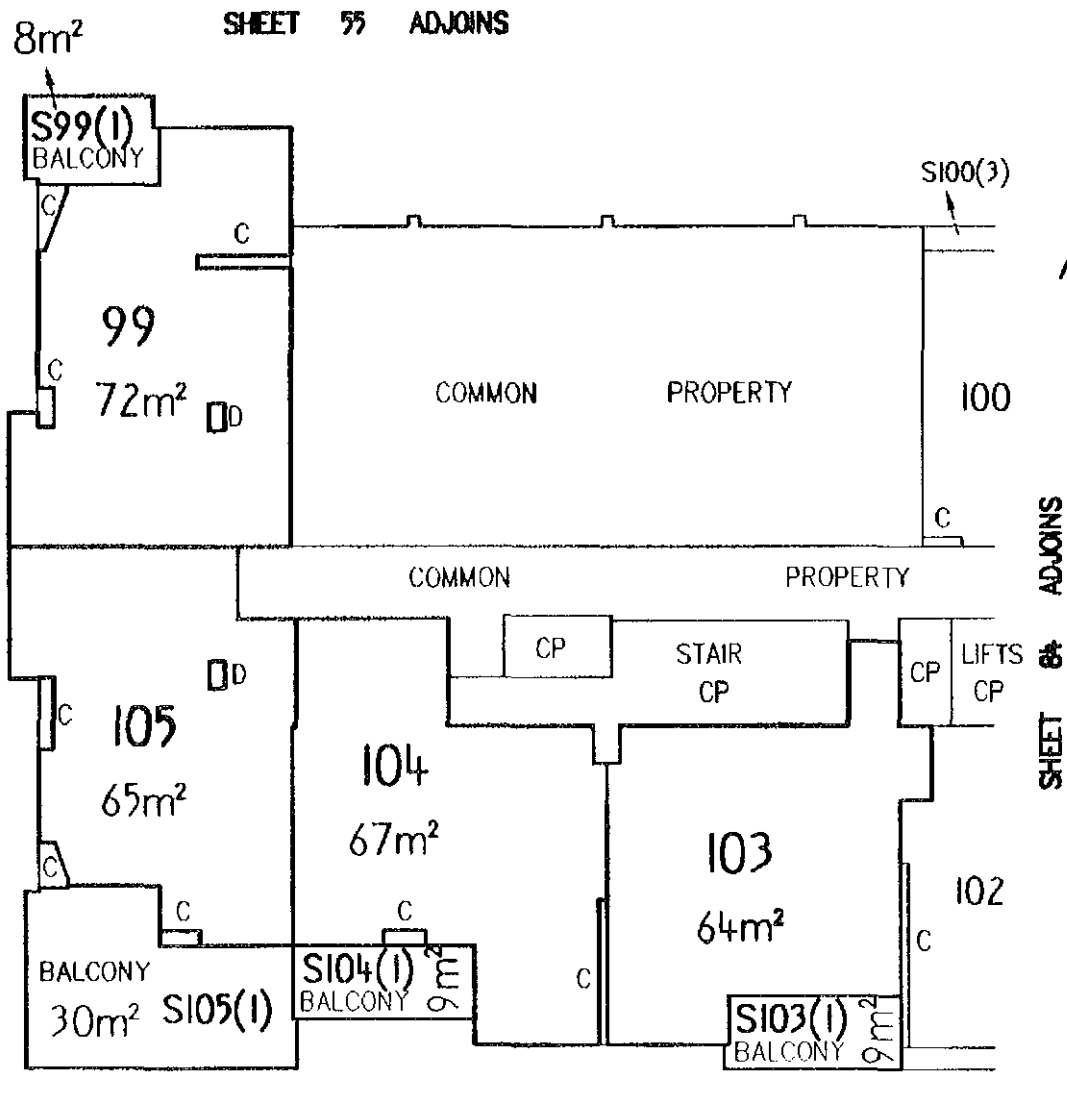 SHEET 55 ADJOINS
8m²
S99(1)
BALCONY
S100(3)
C
C
99
C
72m²
D
COMMON PROPERTY
100
C
COMMON PROPERTY
SHEET 84 ADJOINS
CP
STAIR
CP
CP
LIFTS
CP
D
C
105
65m²
104
67m²
103
64m²
102
C
C
C
C
C
BALCONY
30m²
S105(1)
S104(1)
BALCONY
9m²
S103(1)
BALCONY
9m²